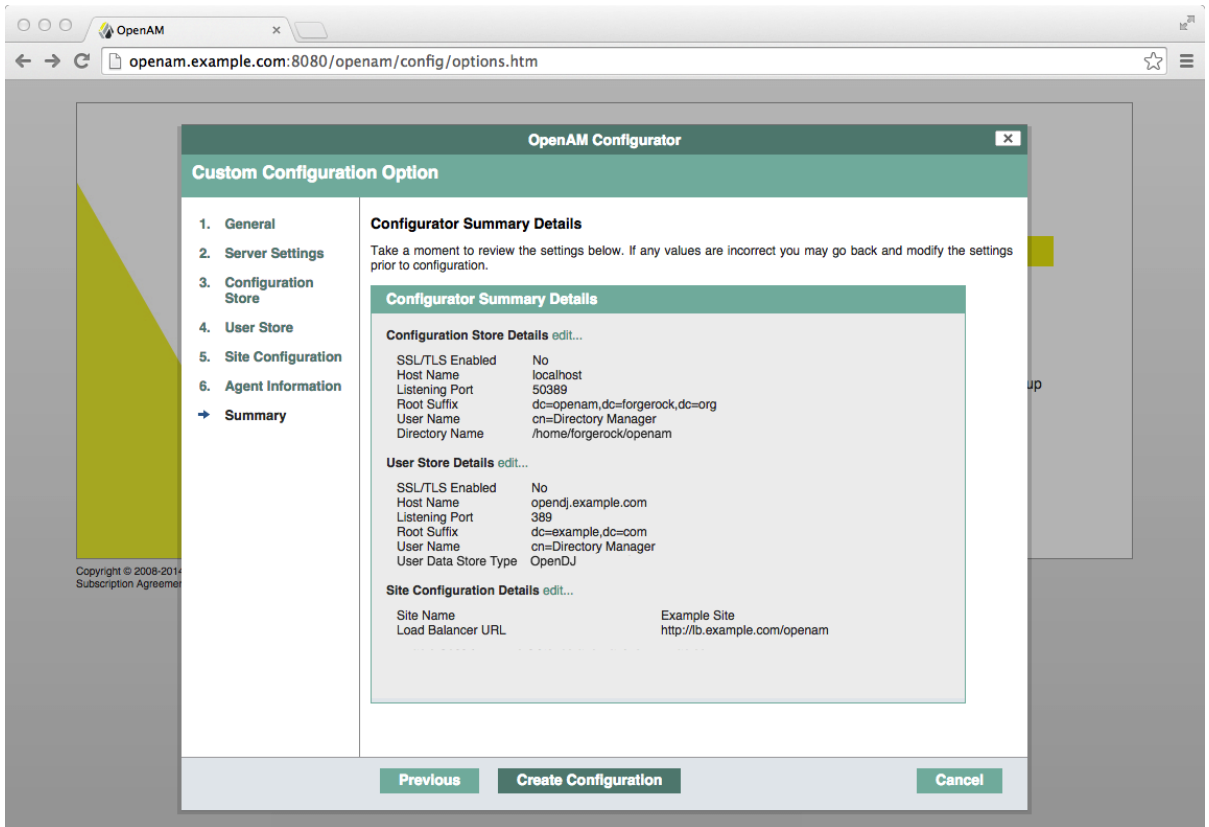 OpenAM
openam.example.com:8080/openam/config/options.htm
OpenAM Configurator
Custom Configuration Option
1. General
2. Server Settings
3. Configuration
Store
4. User Store
5. Site Configuration
6. Agent Information
Summary
Configurator Summary Details
Take a moment to review the settings below. If any values are incorrect you may go back and modify the settings
prior to configuration.
Configurator Summary Details
Configuration Store Details edit...
SSL/TLS Enabled No
Host Name localhost
Listening Port 50389
Root Suffix dc=openam,dc=forgerock,dc=org
User Name cn=Directory Manager
Directory Name /home/forgerock/openam
User Store Details edit...
SSL/TLS Enabled No
Host Name opendj.example.com
Listening Port 389
Root Suffix dc=example,dc=com
User Name cn=Directory Manager
User Data Store Type OpenDJ
Site Configuration Details edit...
Site Name Example Site
Load Balancer URL http://lb.example.com/openam
up
Copyright © 2008-2014
Subscription Agreemen
Previous
Create Configuration
Cancel